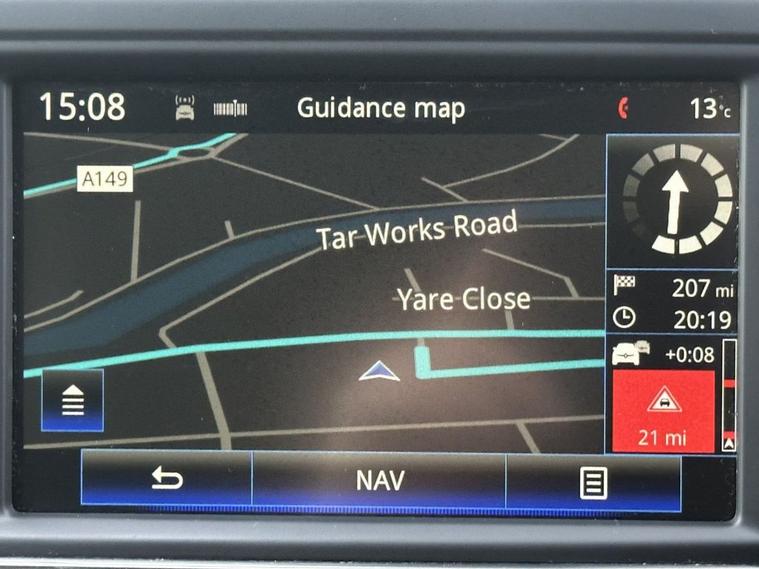 15:08 Guidance map 13°C
A149
Tar Works Road
Yare Close
207 mi
20:19
+0:08
21 mi
NAV